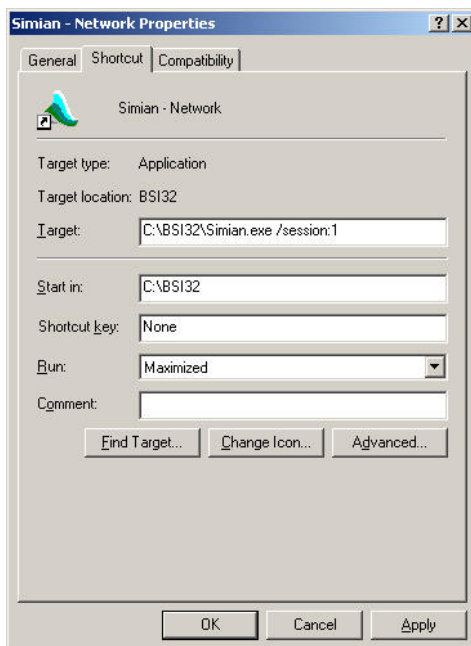 Simian - Network Properties
General Shortcut Compatibility
Simian - Network
Target type: Application
Target location: BSI32
Target: C:\BSI32\Simian.exe /session:1
Start in: C:\BSI32
Shortcut key: None
Run: Maximized
Comment:
Find Target... Change Icon... Advanced...
OK Cancel Apply